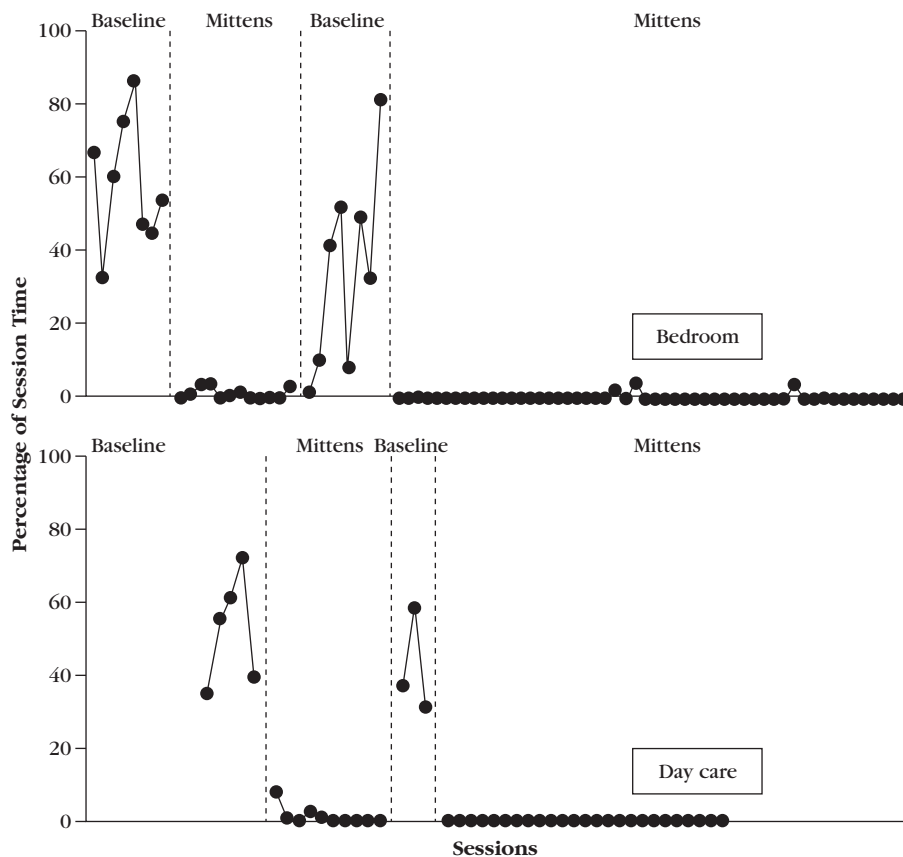 Baseline Mittens Baseline Mittens
100
80
60
40
20
0
Bedroom
Percentage of Session Time
Baseline Mittens Baseline Mittens
100
80
60
40
20
0
Day care
Sessions